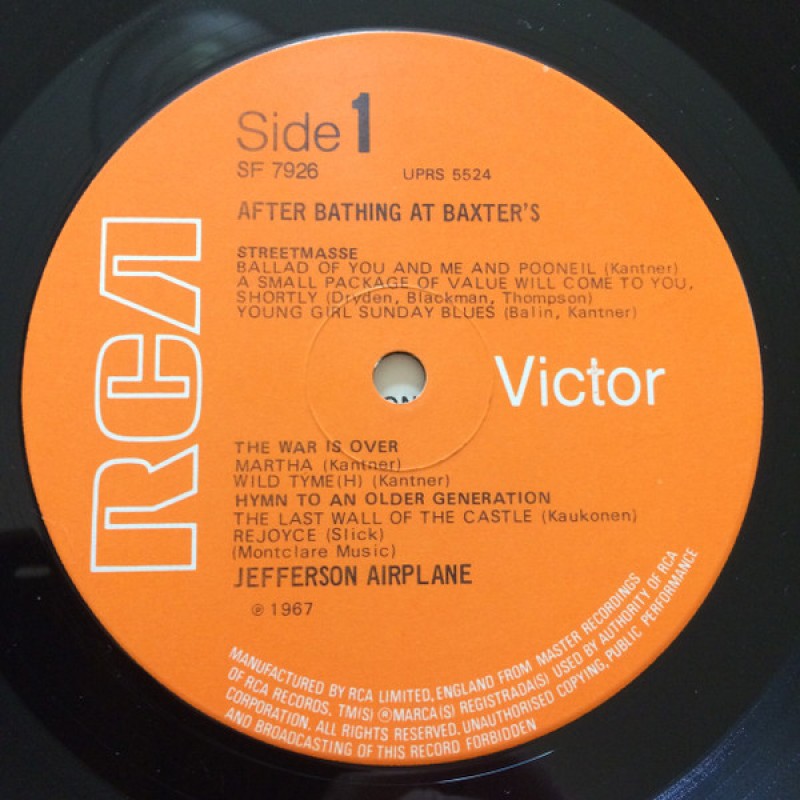 Side 1
SF 7926 UPRS 5524
AFTER BATHING AT BAXTER'S
STREETMASSE
BALLAD OF YOU AND ME AND POONEIL (Kantner)
A SMALL PACKAGE OF VALUE WILL COME TO YOU,
SHORTLY (Dryden, Blackman, Thompson)
YOUNG GIRL SUNDAY BLUES (Balin, Kantner)
RCA
Victor
ON
THE WAR IS OVER
MARTHA (Kantner)
WILD TYME(H) (Kantner)
HYMN TO AN OLDER GENERATION
THE LAST WALL OF THE CASTLE (Kaukonen)
REJOYCE (Slick)
(Montclare Music)
JEFFERSON AIRPLANE
℗ 1967
MANUFACTURED BY RCA LIMITED, ENGLAND FROM MASTER RECORDINGS
OF RCA RECORDS. TM(S) ® MARCA(S) REGISTRADA(S) USED BY AUTHORITY OF RCA
CORPORATION. ALL RIGHTS RESERVED. UNAUTHORISED COPYING, PUBLIC PERFORMANCE
AND BROADCASTING OF THIS RECORD FORBIDDEN